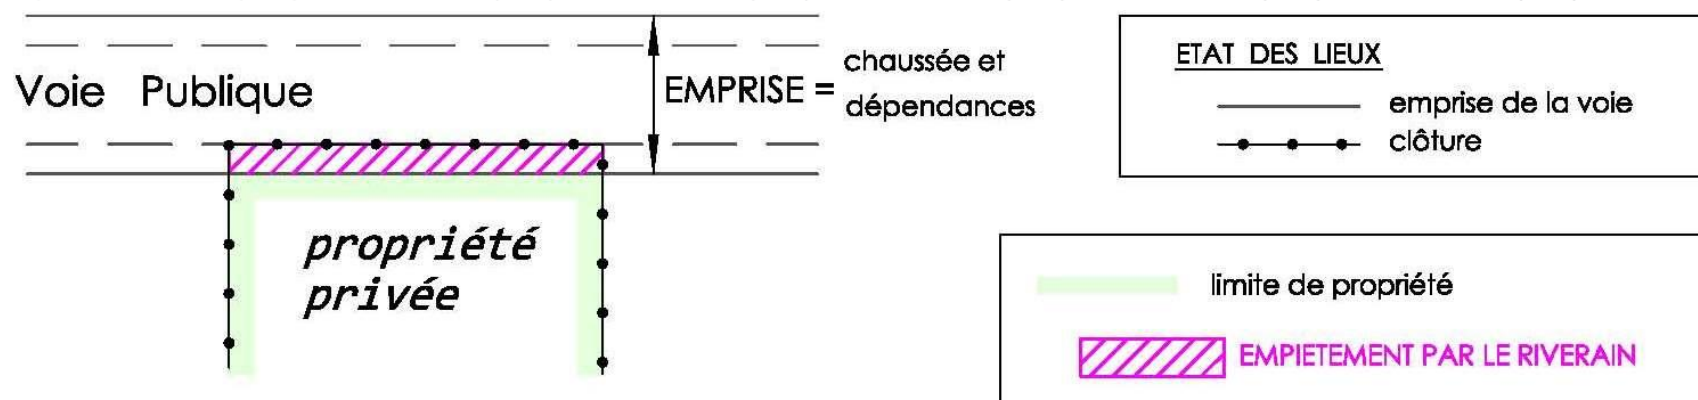 Voie Publique
EMPRISE =
chaussée et
dépendances
propriété
privée
ETAT DES LIEUX
emprise de la voie
clôture
limite de propriété
EMPIETEMENT PAR LE RIVERAIN